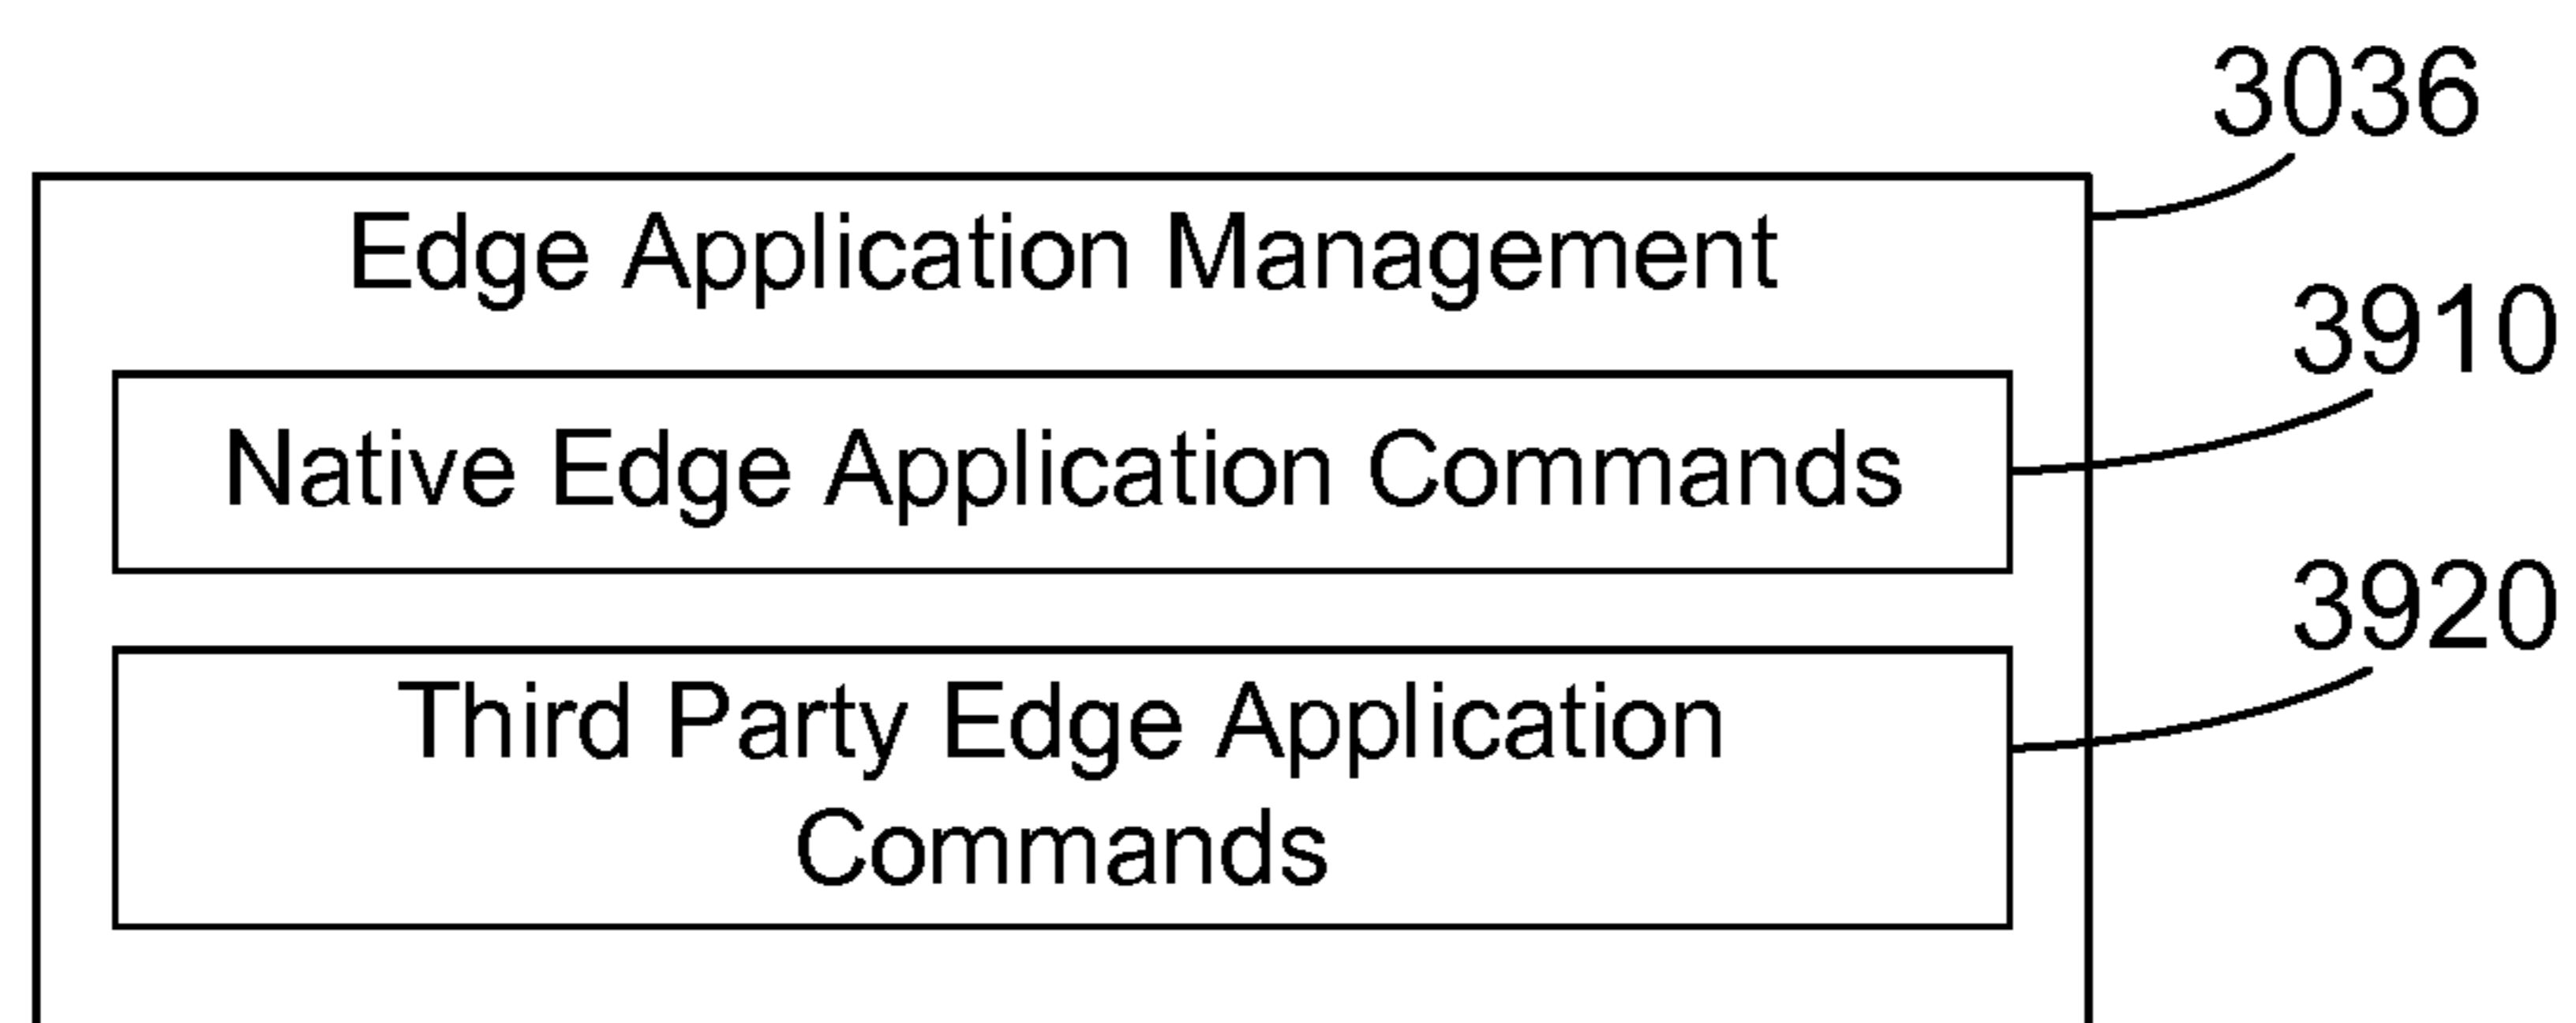 3036
Edge Application Management
3910
Native Edge Application Commands
3920
Third Party Edge Application
Commands